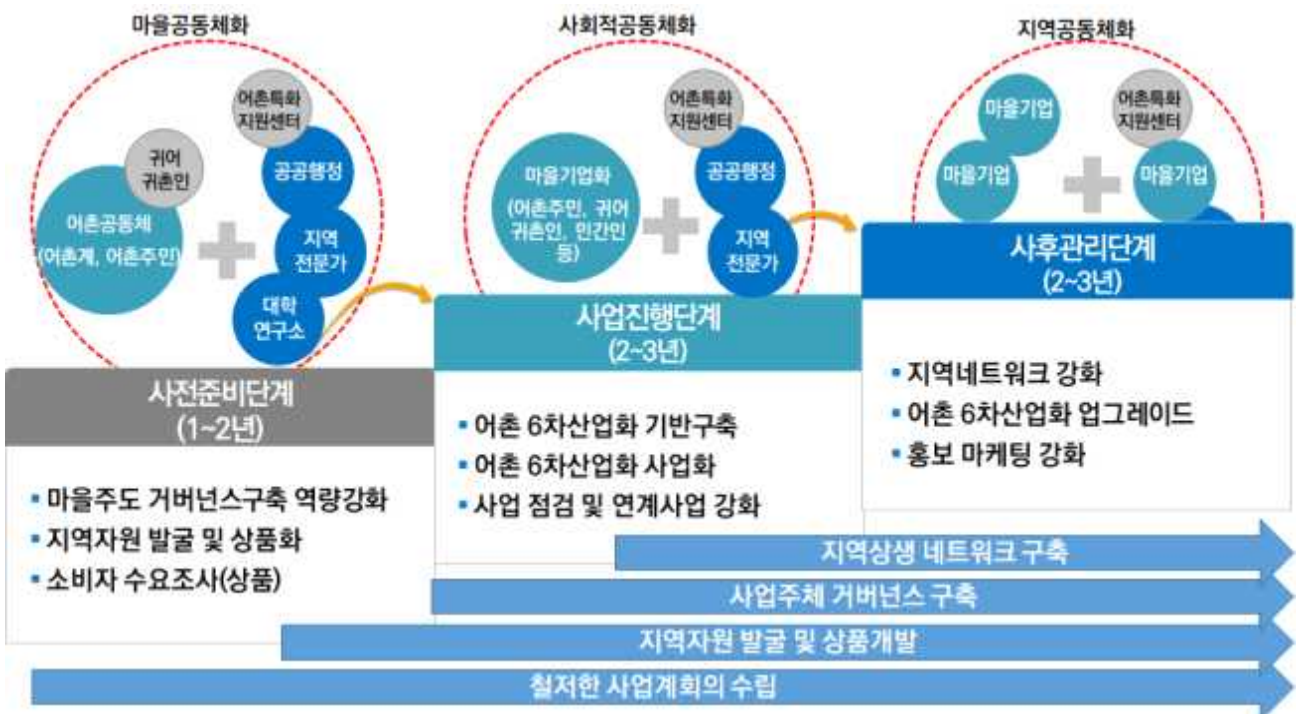 마을공동체화
어촌특화
지원센터
귀어
귀촌인
공공행정
어촌공동체
(어촌계, 어촌주민)
지역
전문가
대학
연구소
사전준비단계
(1~2년)
▪ 마을주도 거버넌스구축 역량강화
▪ 지역자원 발굴 및 상품화
▪ 소비자 수요조사(상품)
사회적공동체화
어촌특화
지원센터
마을기업화
(어촌주민, 귀어
귀촌인, 민간인
등)
공공행정
지역
전문가
사업진행단계
(2~3년)
▪ 어촌 6차산업화 기반구축
▪ 어촌 6차산업화 사업화
▪ 사업 점검 및 연계사업 강화
지역공동체화
마을기업
어촌특화
지원센터
마을기업
마을기업
사후관리단계
(2~3년)
▪ 지역네트워크 강화
▪ 어촌 6차산업화 업그레이드
▪ 홍보 마케팅 강화
지역상생 네트워크 구축
사업주체 거버넌스 구축
지역자원 발굴 및 상품개발
철저한 사업계회의 수립